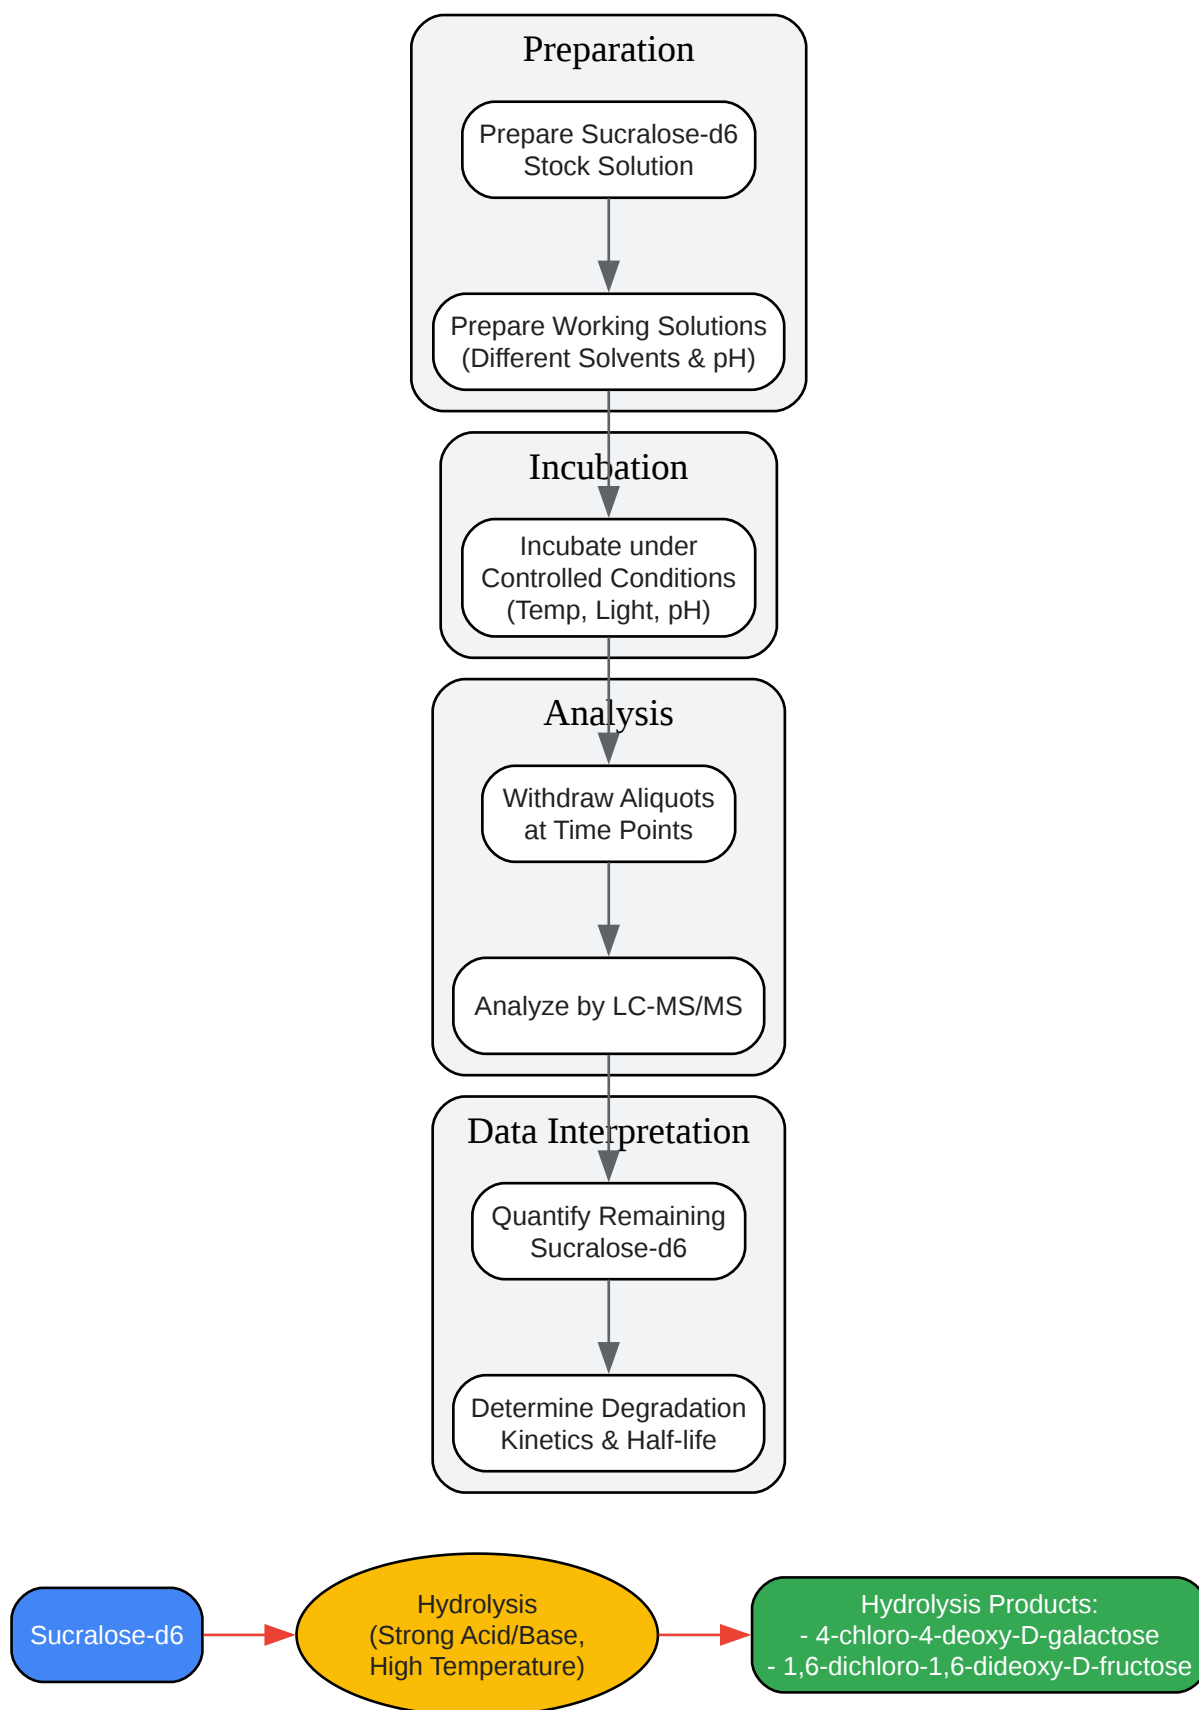 Preparation
Prepare Sucralose-d6
Stock Solution
Prepare Working Solutions
(Different Solvents & pH)
Incubation
Incubate under
Controlled Conditions
(Temp, Light, pH)
Analysis
Withdraw Aliquots
at Time Points
Analyze by LC-MS/MS
Data Interpretation
Quantify Remaining
Sucralose-d6
Determine Degradation
Kinetics & Half-life
Sucralose-d6
Hydrolysis
(Strong Acid/Base,
High Temperature)
Hydrolysis Products:
- 4-chloro-4-deoxy-D-galactose
- 1,6-dichloro-1,6-dideoxy-D-fructose